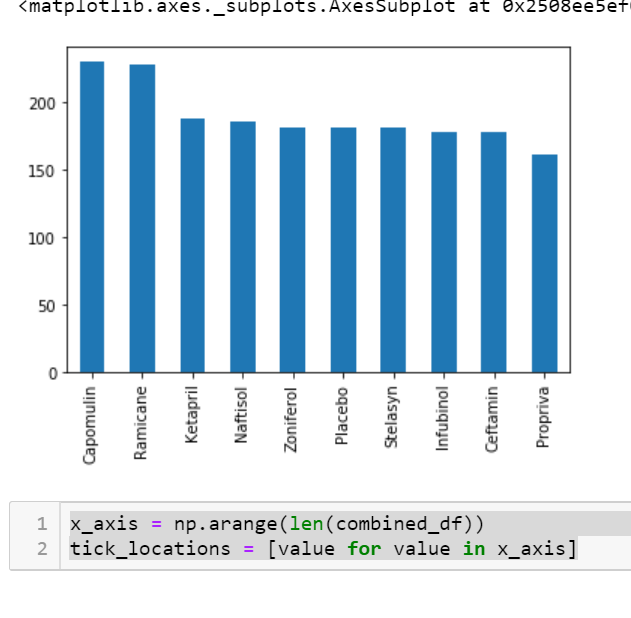 <matplotlib.axes._subplots.AxesSubplot at 0x2508ee5ef
200
150
100
50
0
Capomulin
Ramicane
Ketapril
Naftisol
Zoniferol
Placebo
Stelasyn
Infubinol
Ceftamin
Propriva
1 x_axis = np.arange(len(combined_df))
2 tick_locations = [value for value in x_axis]